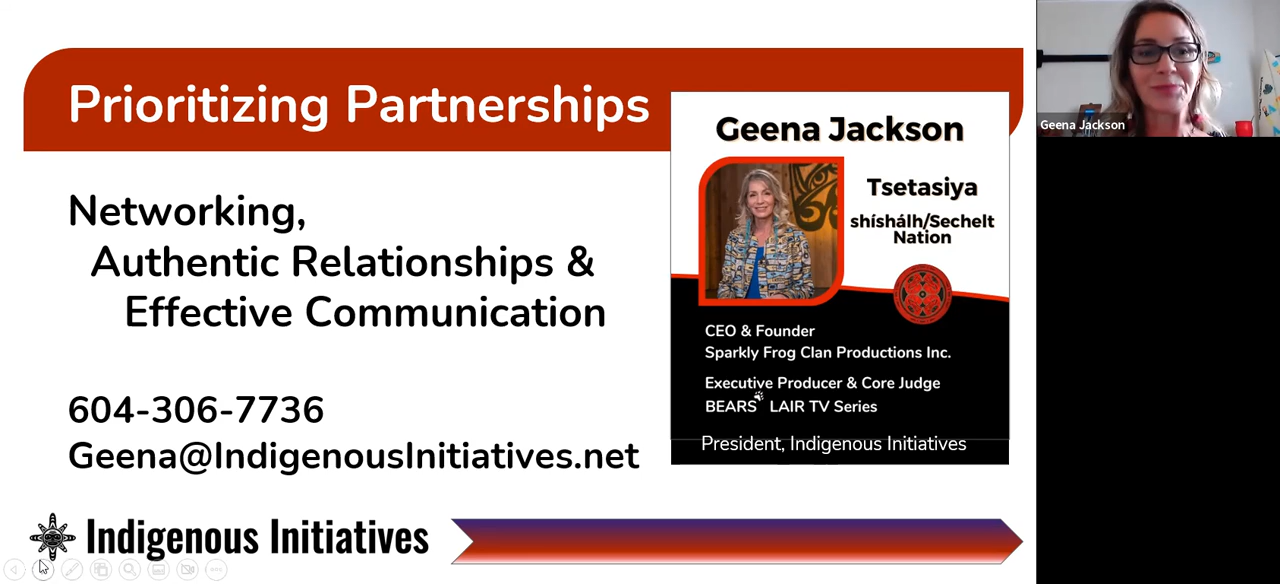 Prioritizing Partnerships
Networking,
Authentic Relationships &
Effective Communication
604-306-7736
Geena@IndigenousInitiatives.net
Indigenous Initiatives
Geena Jackson
Tsetasiya
shíshálh/Sechelt
Nation
CEO & Founder
Sparkly Frog Clan Productions Inc.
Executive Producer & Core Judge
BEARS LAIR TV Series
President, Indigenous Initiatives
Geena Jackson